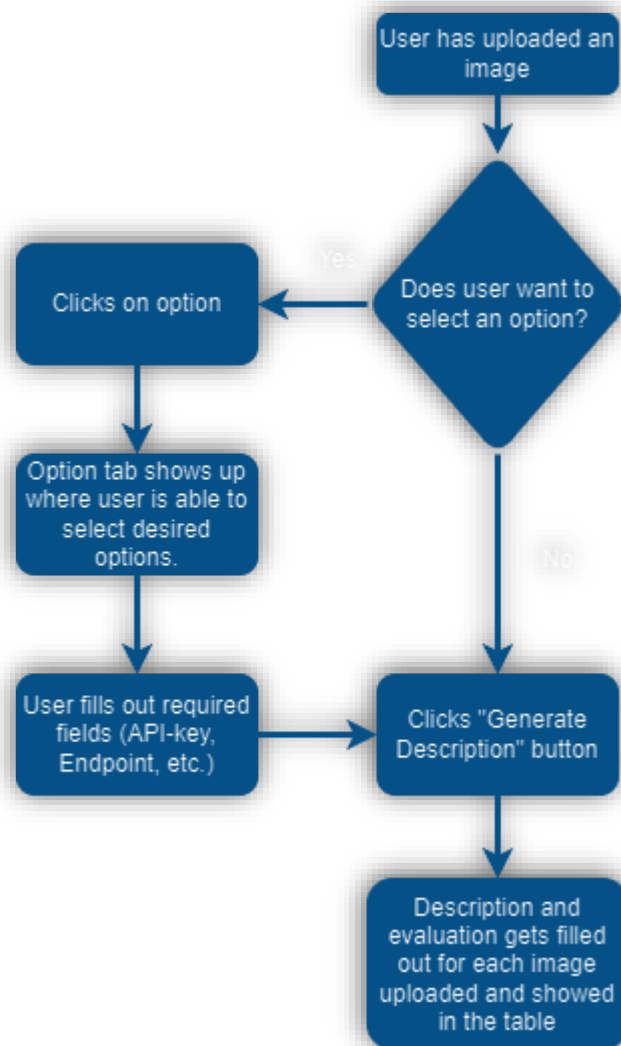 User has uploaded an
image
Does user want to
select an option?
Yes
Clicks on option
Option tab shows up
where user is able to
select desired
options.
No
User fills out required
fields (API-key,
Endpoint, etc.)
Clicks "Generate
Description" button
Description and
evaluation gets filled
out for each image
uploaded and showed
in the table